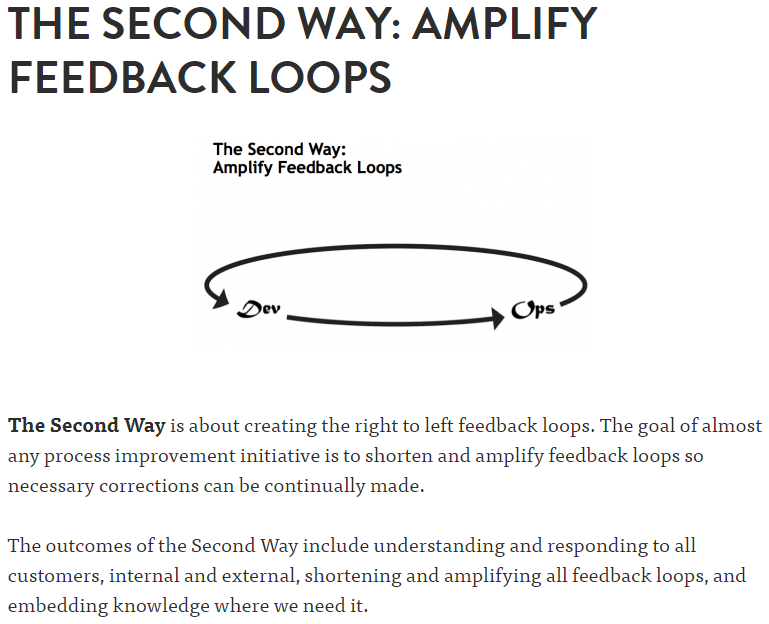 THE SECOND WAY: AMPLIFY
FEEDBACK LOOPS
The Second Way:
Amplify Feedback Loops
Dev
Ops
The Second Way is about creating the right to left feedback loops. The goal of almost
any process improvement initiative is to shorten and amplify feedback loops so
necessary corrections can be continually made.
The outcomes of the Second Way include understanding and responding to all
customers, internal and external, shortening and amplifying all feedback loops, and
embedding knowledge where we need it.